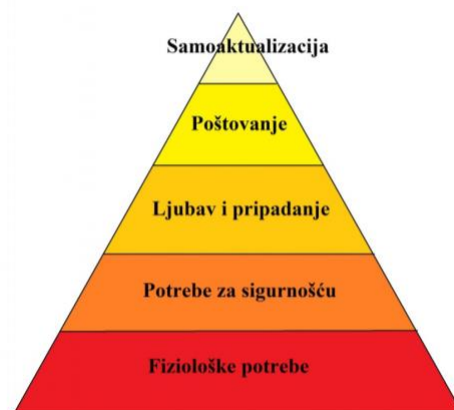 Samoaktualizacija
Poštovanje
Ljubav i pripadanje
Potrebe za sigurnošću
Fiziološke potrebe